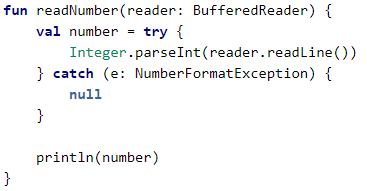 fun readNumber(reader: BufferedReader) {
    val number = try {
        Integer.parseInt(reader.readLine())
    } catch (e: NumberFormatException) {
        null
    }

    println(number)
}